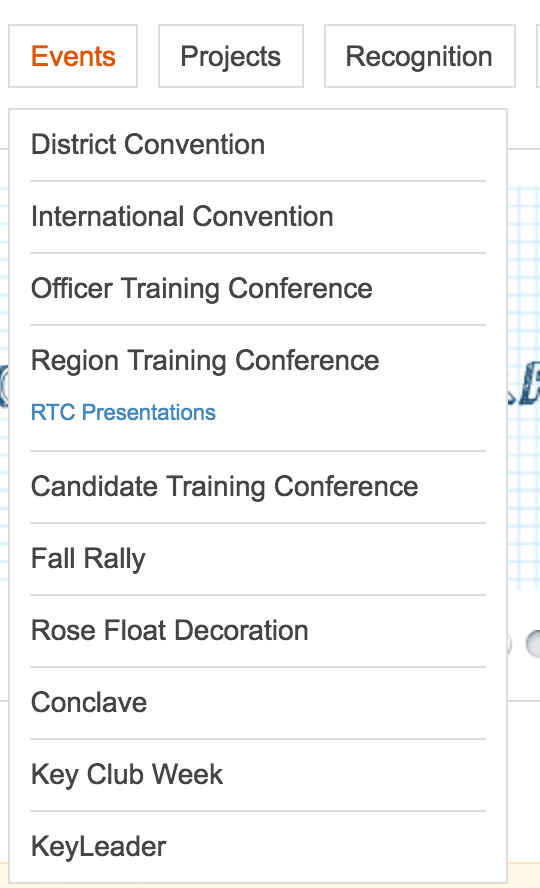 Events Projects Recognition
District Convention
International Convention
Officer Training Conference
Region Training Conference
RTC Presentations
Candidate Training Conference
Fall Rally
Rose Float Decoration
Conclave
Key Club Week
KeyLeader